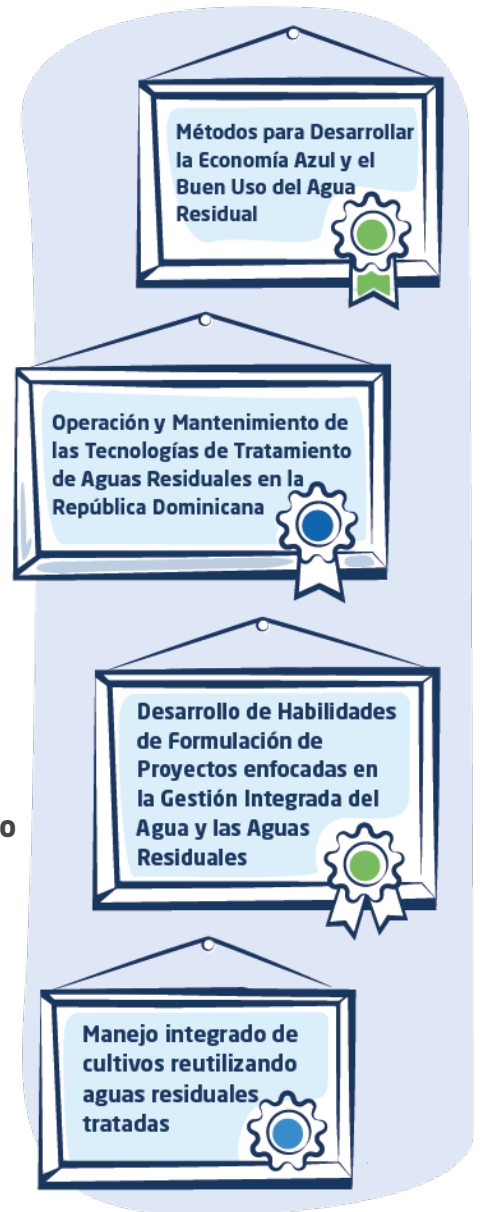 Métodos para Desarrollar
la Economía Azul y el
Buen Uso del Agua
Residual
Operación y Mantenimiento de
las Tecnologías de Tratamiento
de Aguas Residuales en la
República Dominicana
Desarrollo de Habilidades
de Formulación de
Proyectos enfocadas en
la Gestión Integrada del
Agua y las Aguas
Residuales
o
Manejo integrado de
cultivos reutilizando
aguas residuales
tratadas